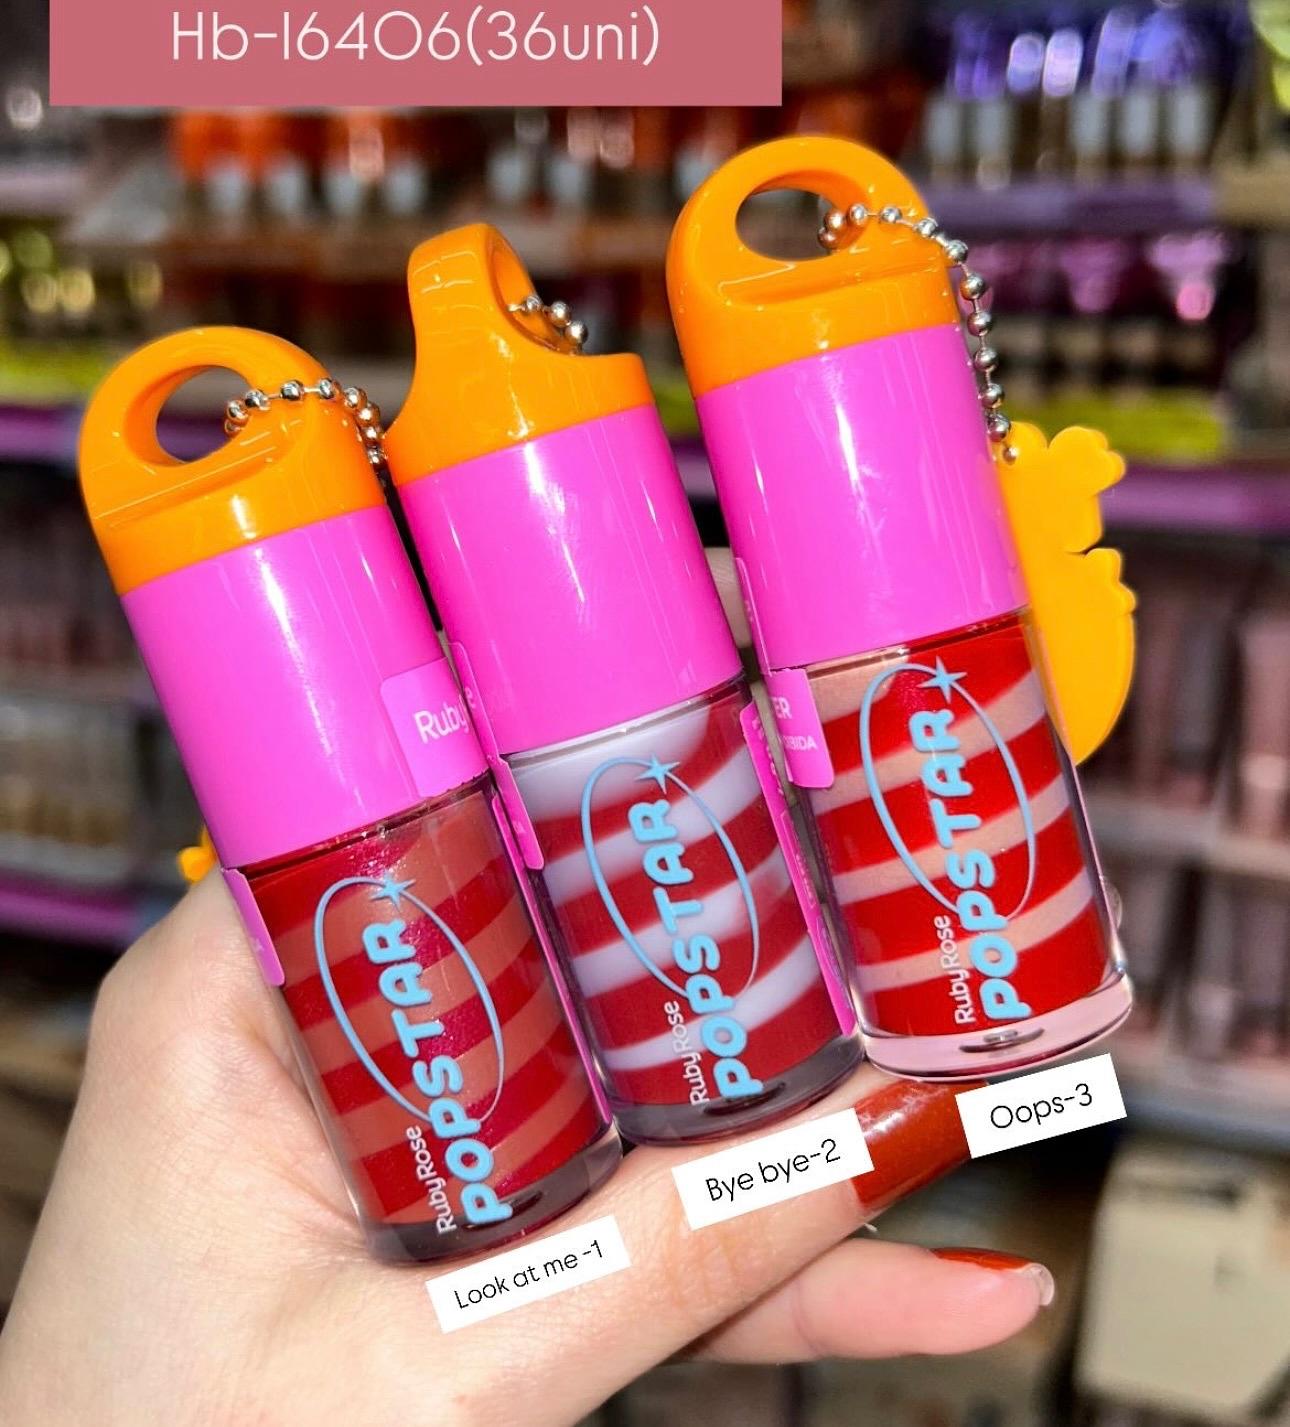 Hb-16406(36uni)
Ruby
RubyRose
POPSTAR
Look at me -1
RubyRose
POPSTAR
Bye bye-2
RubyRose
POPSTAR
Oops-3